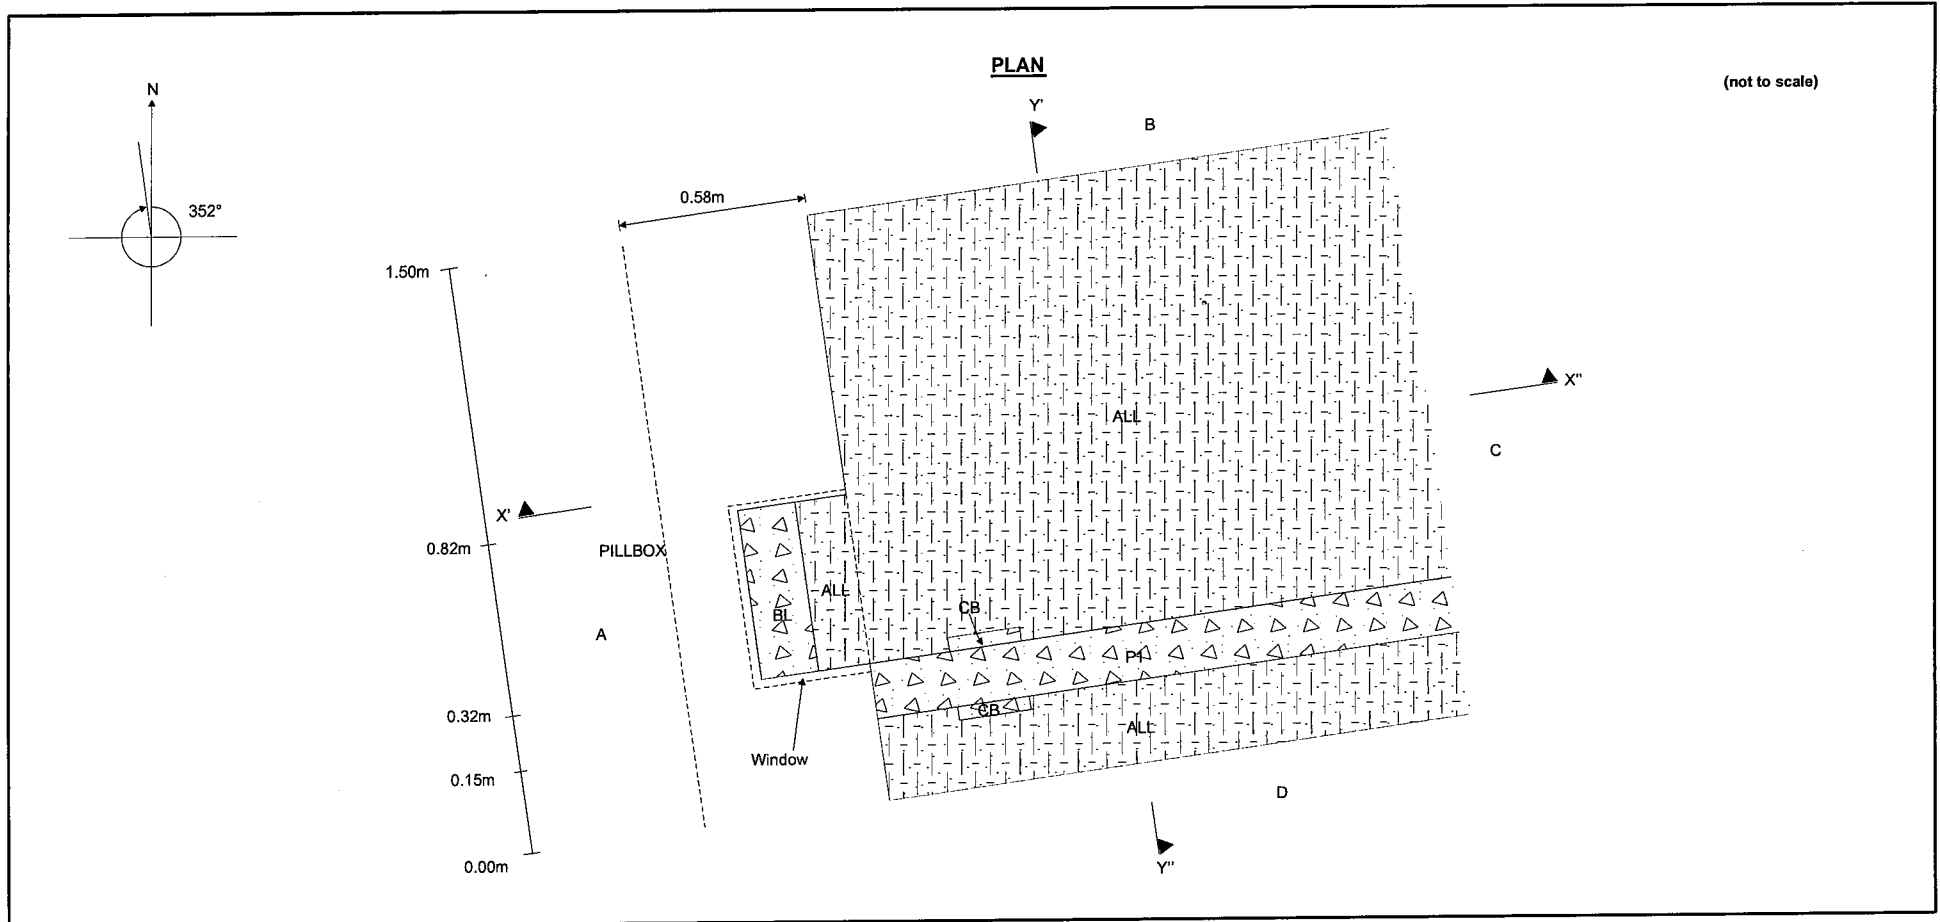 PLAN
(not to scale)
N
352°
Y'
B
0.58m
1.50m
ALL
X''
C
X'
0.82m
PILLBOX
ALL
BL
CB
A
P1
CB
0.32m
ALL
Window
0.15m
D
0.00m
Y''